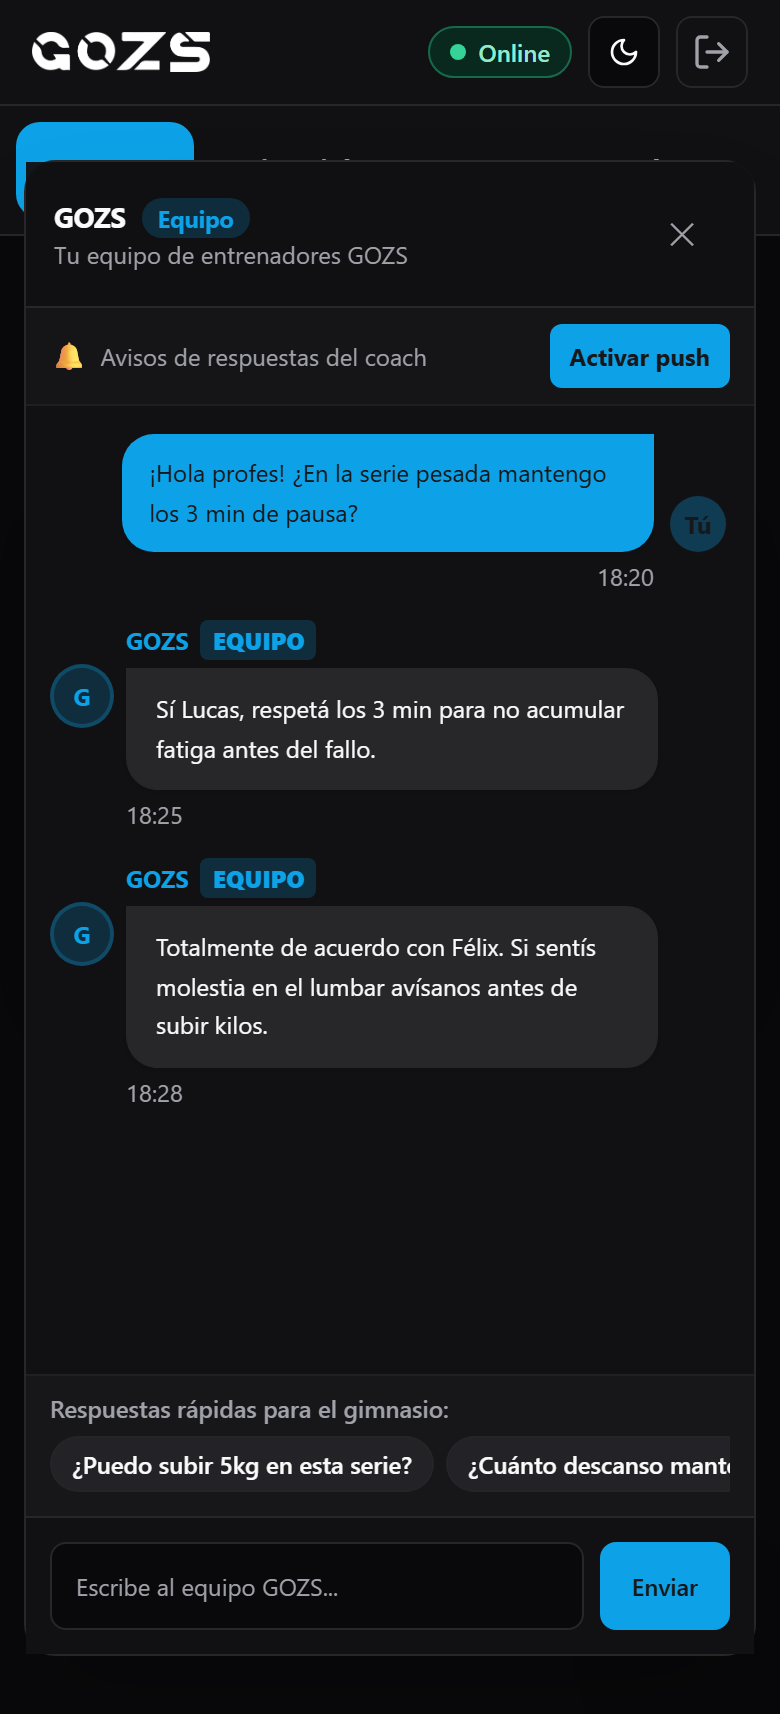 GOZS
Online
GOZS Equipo
Tu equipo de entrenadores GOZS
Avisos de respuestas del coach
Activar push
¡Hola profes! ¿En la serie pesada mantengo
los 3 min de pausa?
Tú
18:20
GOZS EQUIPO
G
Sí Lucas, respetá los 3 min para no acumular
fatiga antes del fallo.
18:25
GOZS EQUIPO
G
Totalmente de acuerdo con Félix. Si sentís
molestia en el lumbar avísanos antes de
subir kilos.
18:28
Respuestas rápidas para el gimnasio:
¿Puedo subir 5kg en esta serie?
¿Cuánto descanso mant
Escribe al equipo GOZS...
Enviar